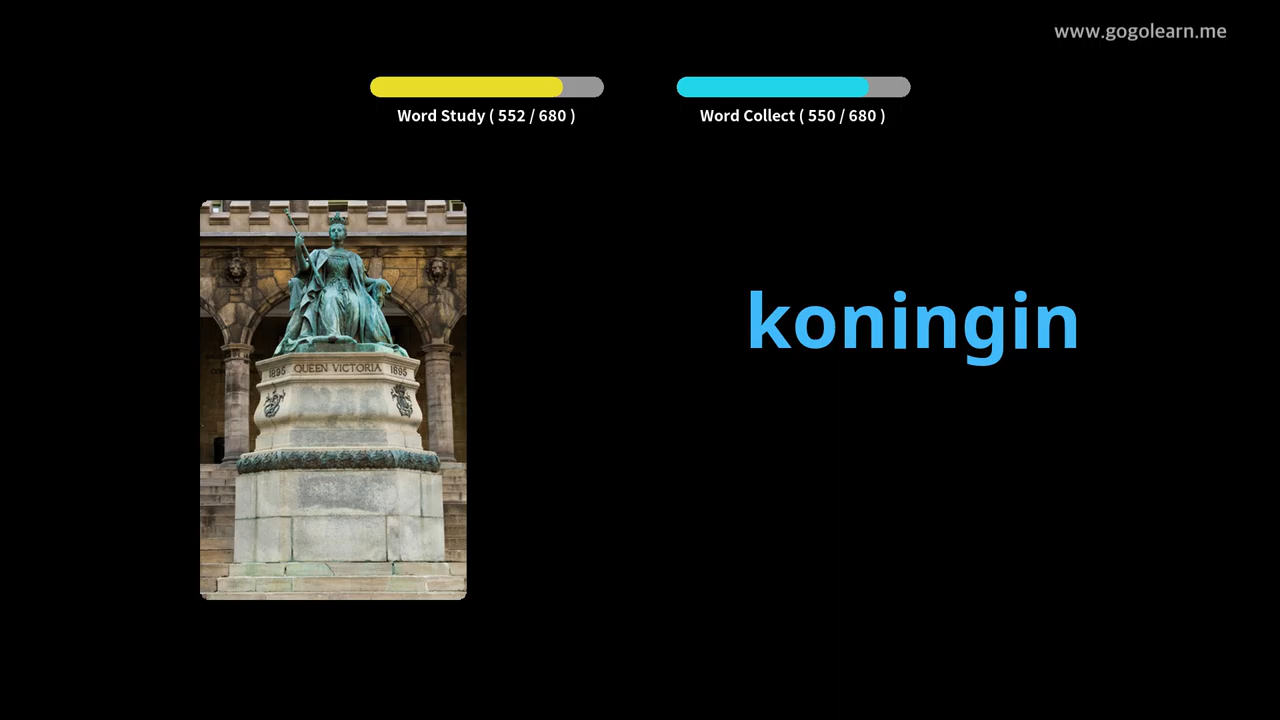 www.gogolearn.me
Word Study ( 552 / 680 )
Word Collect ( 550 / 680 )
1895 QUEEN VICTORIA 1895
koningin